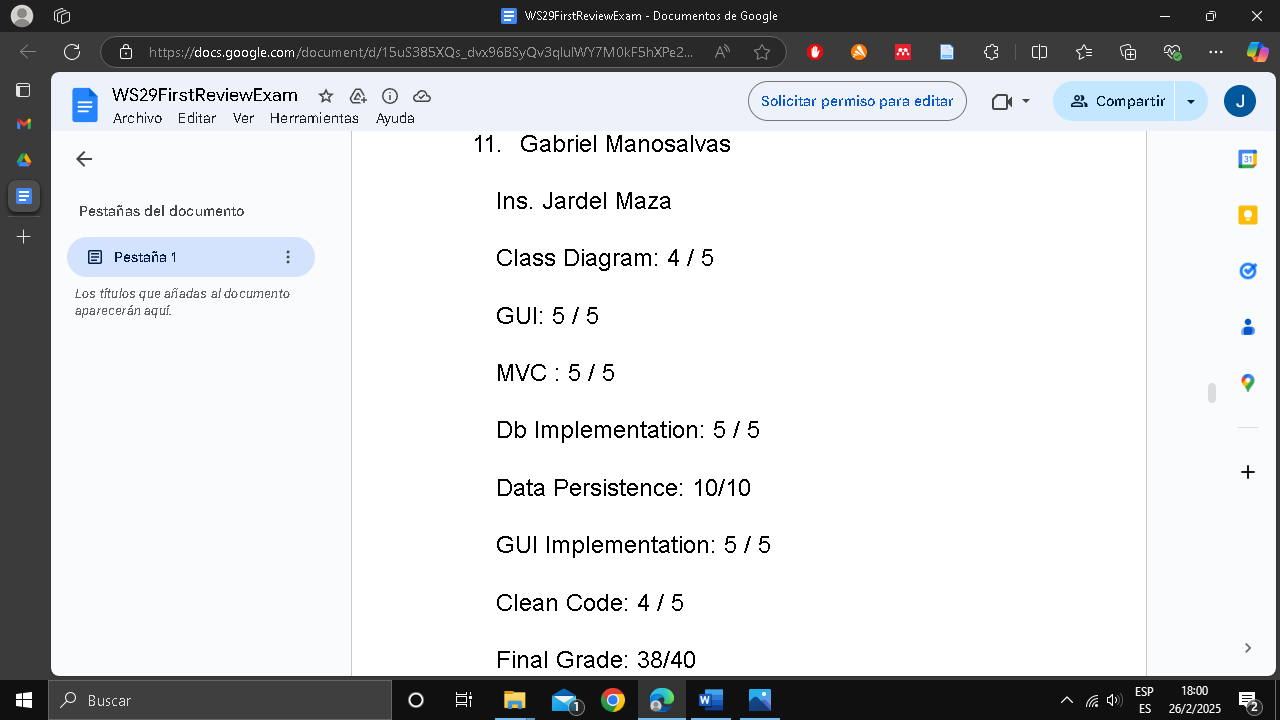 WS29FirstReviewExam - Documentos de Google
https://docs.google.com/document/d/
WS29FirstReviewExam
Archivo Editar Ver Herramientas Ayuda
Solicitar permiso para editar
Compartir
J
Pestañas del documento
Pestaña 1
Los títulos que añadas al documento
aparecerán aquí.
11. Gabriel Manosalvas
Ins. Jardel Maza
Class Diagram: 4 / 5
GUI: 5 / 5
MVC : 5 / 5
Db Implementation: 5 / 5
Data Persistence: 10/10
GUI Implementation: 5 / 5
Clean Code: 4 / 5
Final Grade: 38/40
31
Buscar
1
W
ESP
ES
18:00
26/2/2025
2